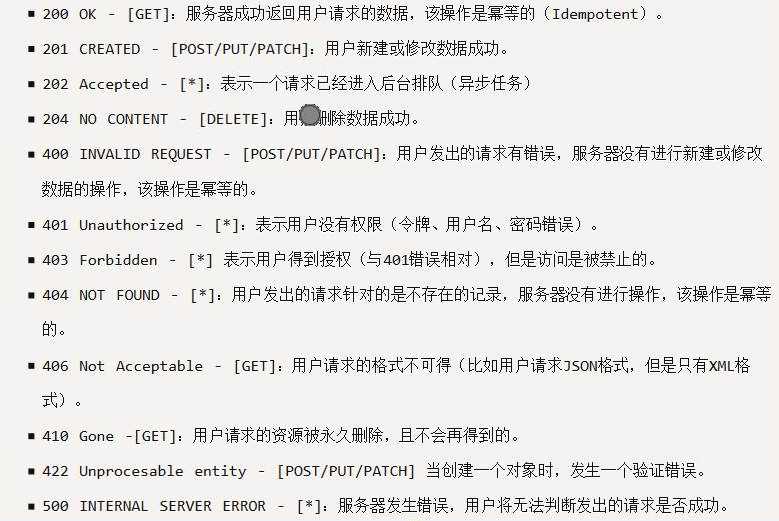 ▪ 200 OK - [GET]：服务器成功返回用户请求的数据，该操作是幂等的（Idempotent）。
▪ 201 CREATED - [POST/PUT/PATCH]：用户新建或修改数据成功。
▪ 202 Accepted - [*]：表示一个请求已经进入后台排队（异步任务）
▪ 204 NO CONTENT - [DELETE]：用删除数据成功。
▪ 400 INVALID REQUEST - [POST/PUT/PATCH]：用户发出的请求有错误，服务器没有进行新建或修改
数据的操作，该操作是幂等的。
▪ 401 Unauthorized - [*]：表示用户没有权限（令牌、用户名、密码错误）。
▪ 403 Forbidden - [*] 表示用户得到授权（与401错误相对），但是访问是被禁止的。
▪ 404 NOT FOUND - [*]：用户发出的请求针对的是不存在的记录，服务器没有进行操作，该操作是幂等
的。
▪ 406 Not Acceptable - [GET]：用户请求的格式不可得（比如用户请求JSON格式，但是只有XML格
式）。
▪ 410 Gone -[GET]：用户请求的资源被永久删除，且不会再得到的。
▪ 422 Unprocesable entity - [POST/PUT/PATCH] 当创建一个对象时，发生一个验证错误。
▪ 500 INTERNAL SERVER ERROR - [*]：服务器发生错误，用户将无法判断发出的请求是否成功。